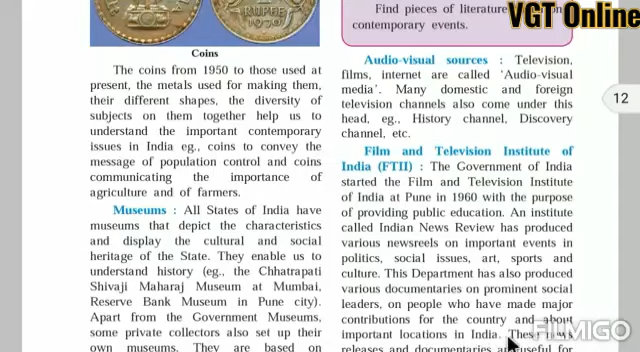 RUPEE
1970
Coins
The coins from 1950 to those used at
present, the metals used for making them,
their different shapes, the diversity of
subjects on them together help us to
understand the important contemporary
issues in India eg., coins to convey the
message of population control and coins
communicating the importance of
agriculture and of farmers.
Museums : All States of India have
museums that depict the characteristics
and display the cultural and social
heritage of the State. They enable us to
understand history (eg., the Chhatrapati
Shivaji Maharaj Museum at Mumbai,
Reserve Bank Museum in Pune city).
Apart from the Government Museums,
some private collectors also set up their
own museums. They are based on
Find pieces of literature
contemporary events.
VGT Online
Audio-visual sources : Television,
films, internet are called 'Audio-visual
media'. Many domestic and foreign
television channels also come under this
head, eg., History channel, Discovery
channel, etc.
Film and Television Institute of
India (FTII) : The Government of India
started the Film and Television Institute
of India at Pune in 1960 with the purpose
of providing public education. An institute
called Indian News Review has produced
various newsreels on important events in
politics, social issues, art, sports and
culture. This Department has also produced
various documentaries on prominent social
leaders, on people who have made major
contributions for the country and about
important locations in India. These news
releases and documentaries are useful for
12
FILMIGO